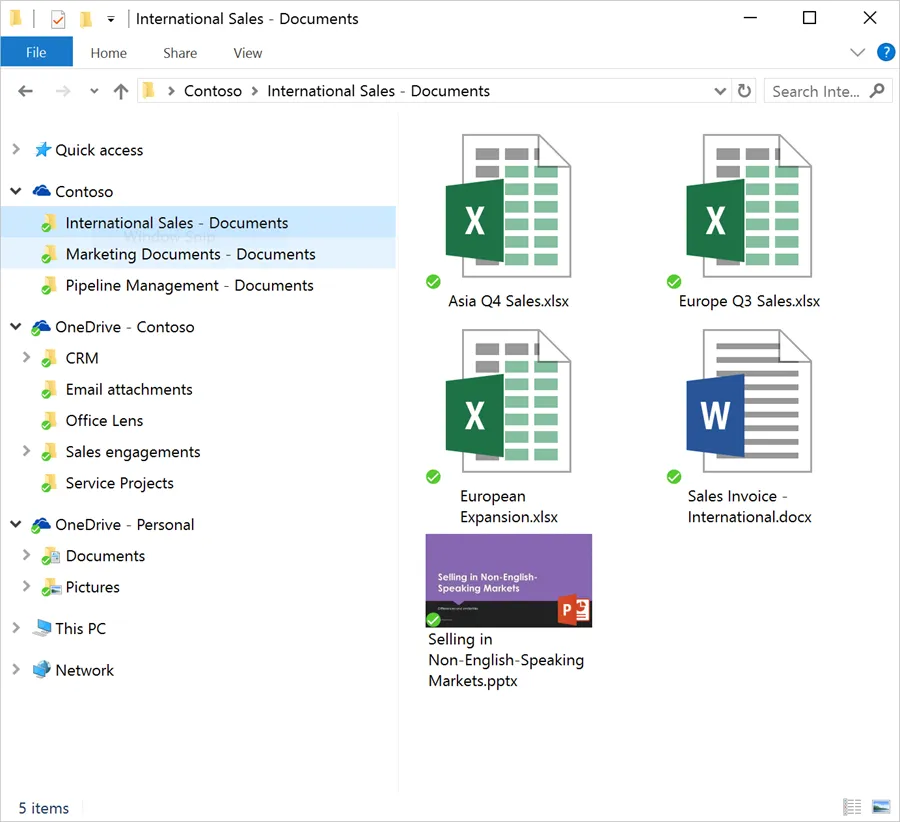 International Sales - Documents
File Home Share View
?
Contoso International Sales - Documents
Search Inte...
Quick access
Contoso
International Sales - Documents
Window Snip
Marketing Documents - Documents
Pipeline Management - Documents
OneDrive - Contoso
CRM
Email attachments
Office Lens
Sales engagements
Service Projects
OneDrive - Personal
Documents
Pictures
This PC
Network
X
Asia Q4 Sales.xlsx
X
Europe Q3 Sales.xlsx
X
European
Expansion.xlsx
W
Sales Invoice -
International.docx
Selling in Non-English-
Speaking Markets
P
Selling in
Non-English-Speaking
Markets.pptx
5 items